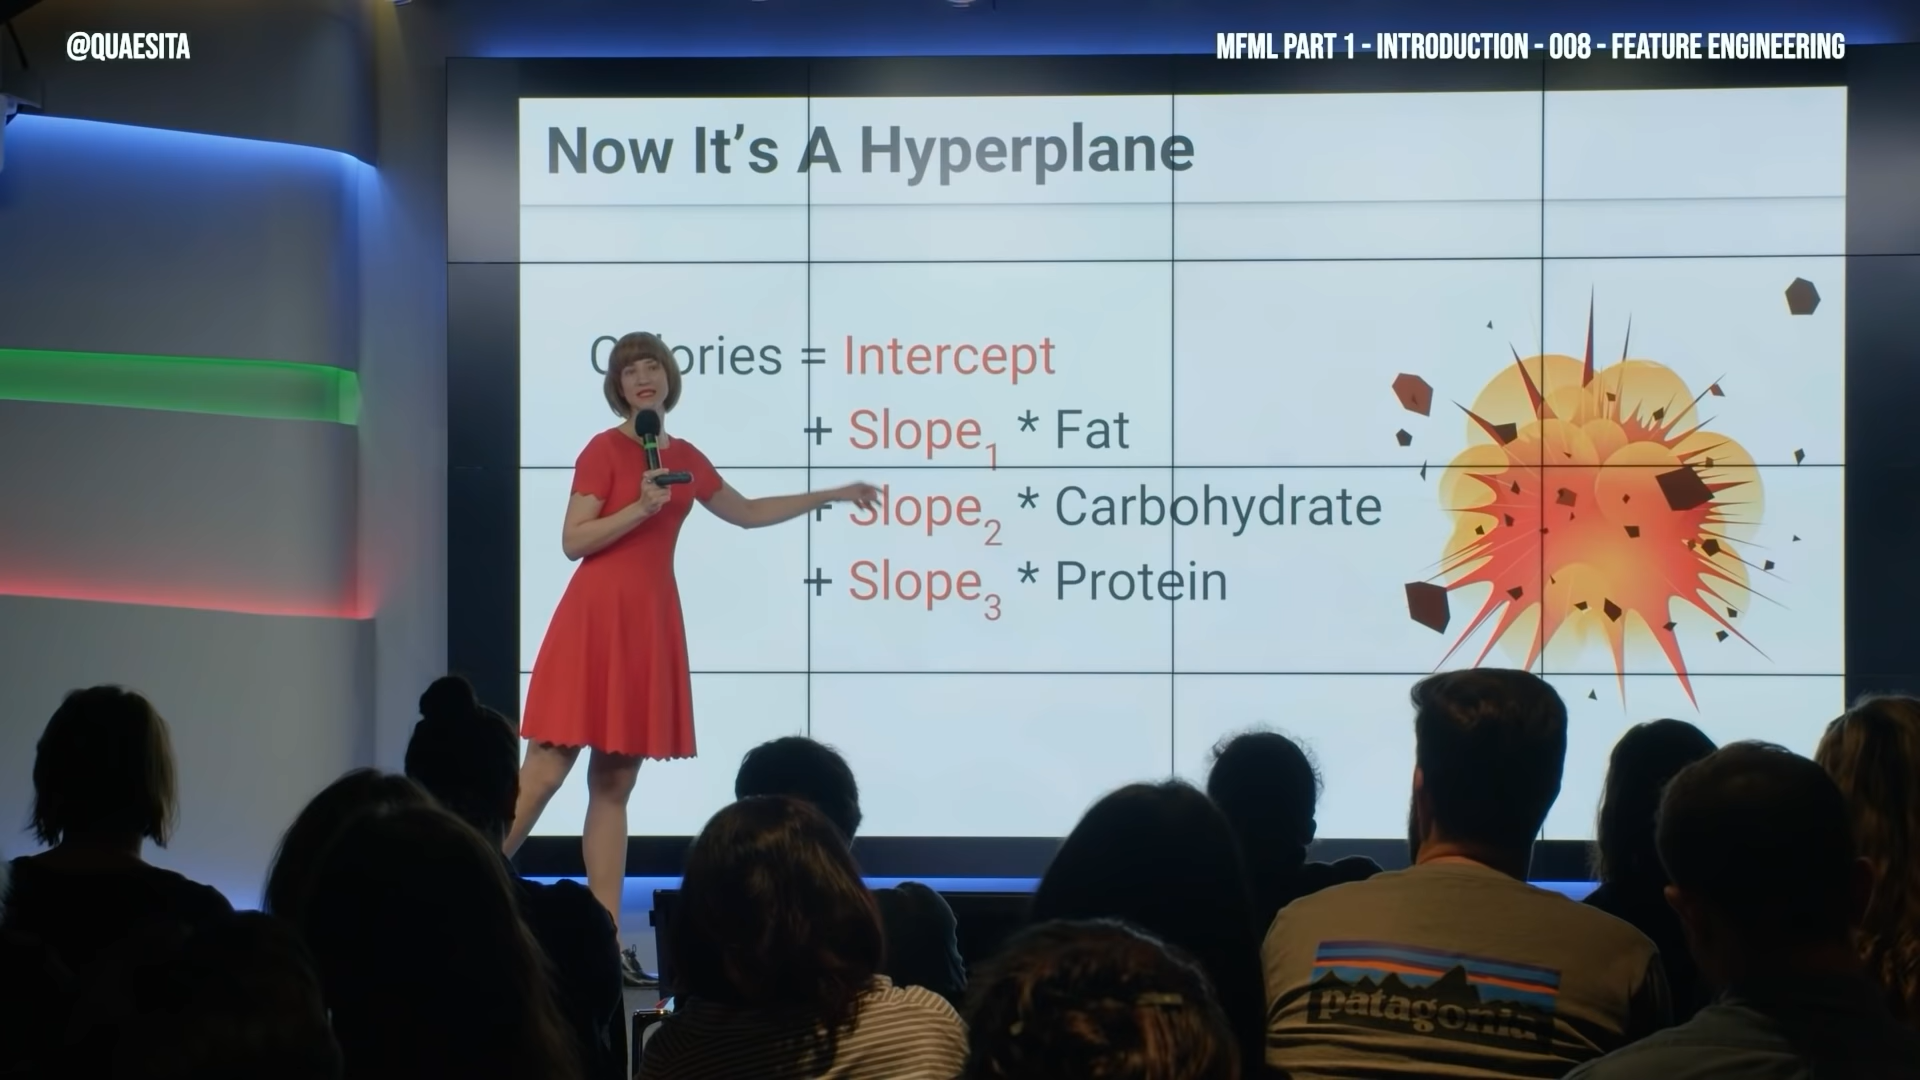 @QUAESITA
MFML PART 1 - INTRODUCTION - 008 - FEATURE ENGINEERING
Now It's A Hyperplane
Calories = Intercept
+ Slope1 * Fat
+ Slope2 * Carbohydrate
+ Slope3 * Protein
patagonia